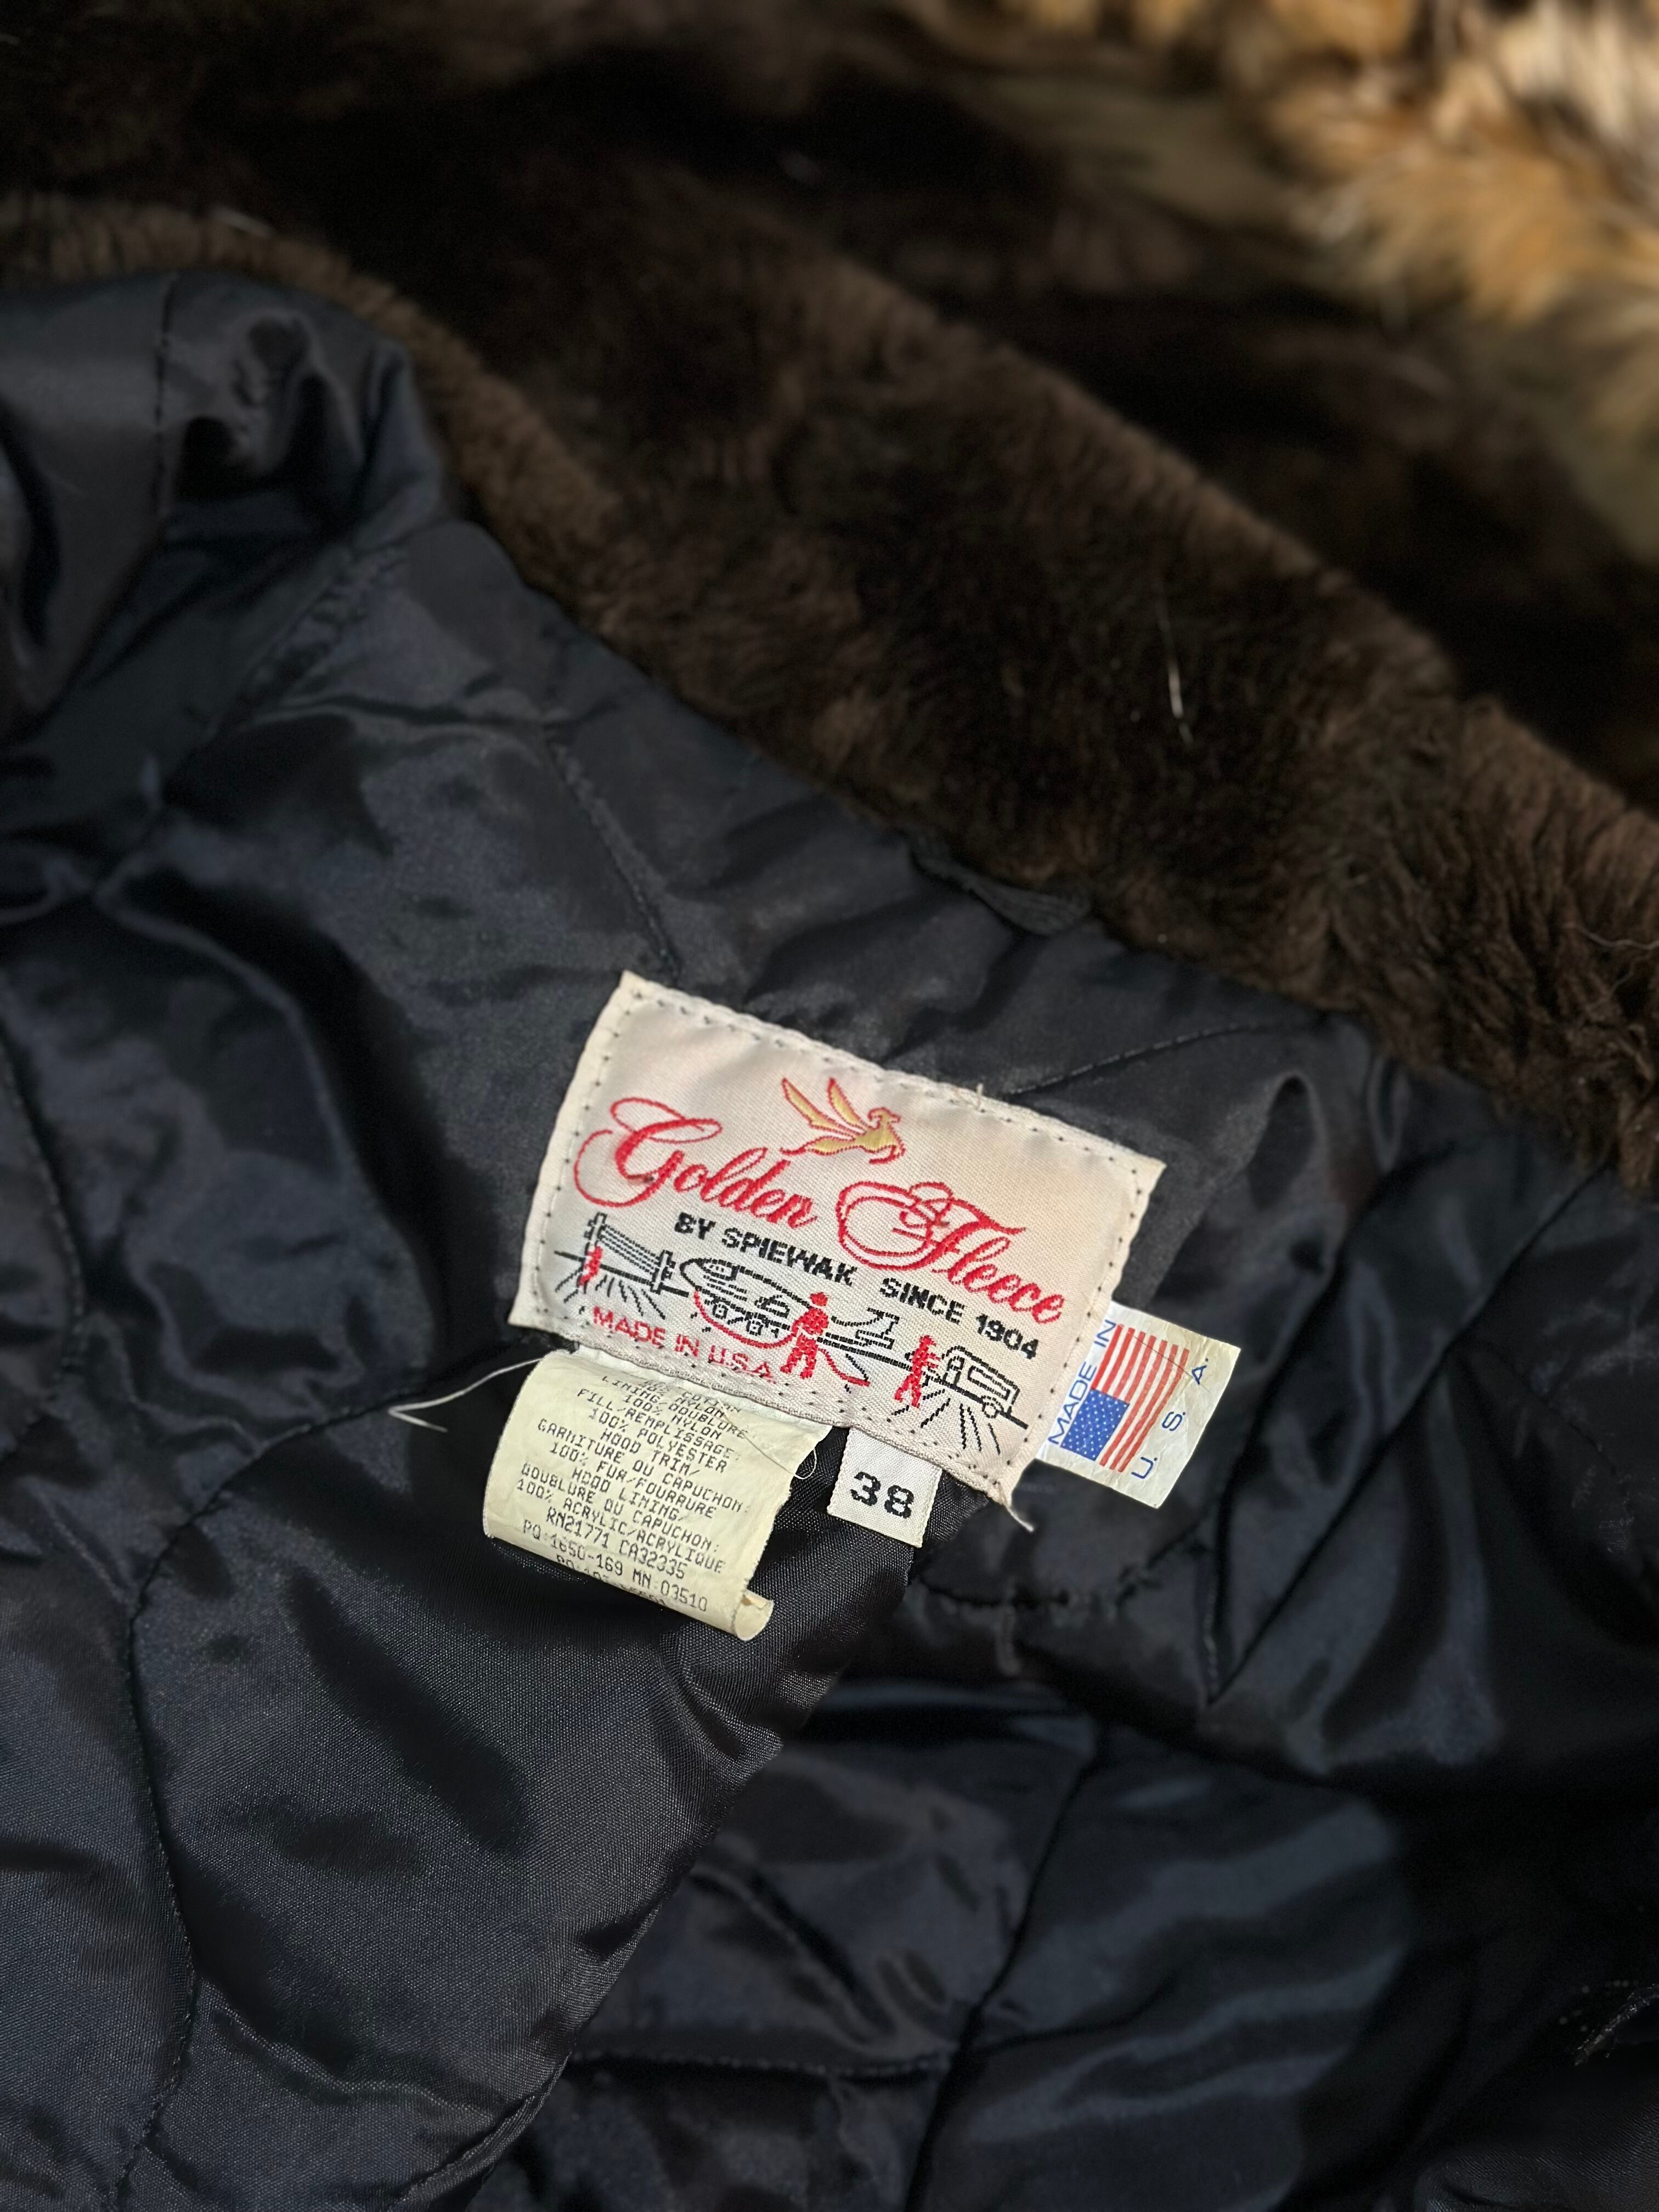 Golden Fleece
BY SPIEWAK SINCE 1904
MADE IN U.S.A.
MADE IN
U. S. A.
38
LINING/DOUBLURE
100% NYLON
FILL/REMPLISSAGE:
100% POLYESTER
HOOD TRIM/
GARNITURE DU CAPUCHON:
100% FUR/FOURRURE
HOOD LINING/
DOUBLURE DU CAPUCHON:
100% ACRYLIC/ACRYLIQUE
RN21771 CA32335
PQ:1650-169 MN:03510